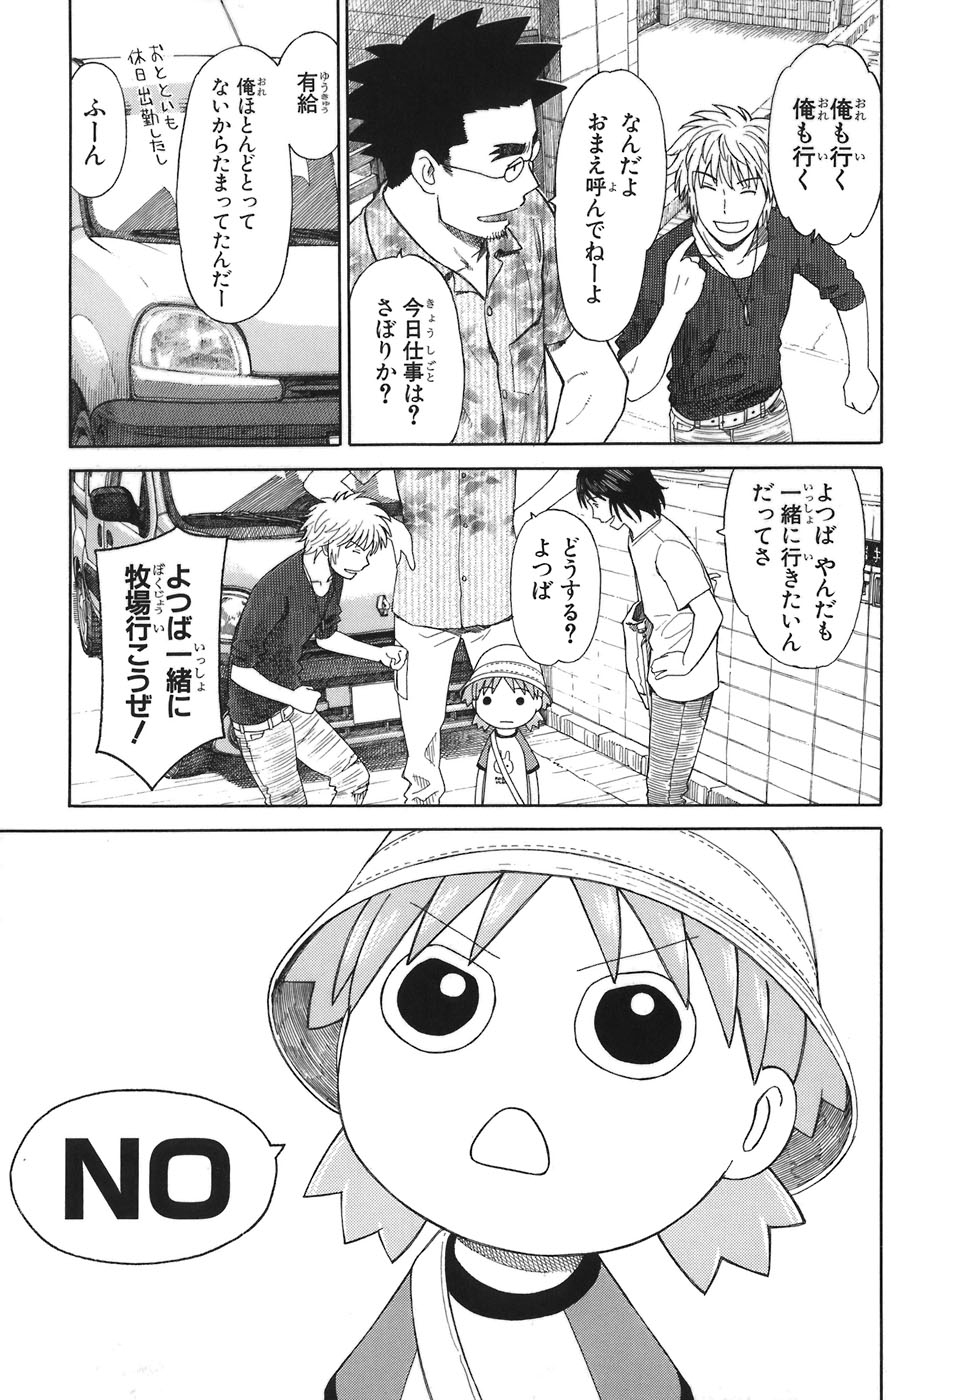 俺も行く
俺も行く
なんだよ
おまえ呼んでねーよ
今日仕事は?
さぼりか?
有給
俺ほとんどとって
ないからたまってたんだー
おとといも
休日出勤したし
ふーん
よつば やんだも
一緒に行きたいん
だってさ
どうする?
よつば
よつば一緒に
牧場行こうぜ!
NO